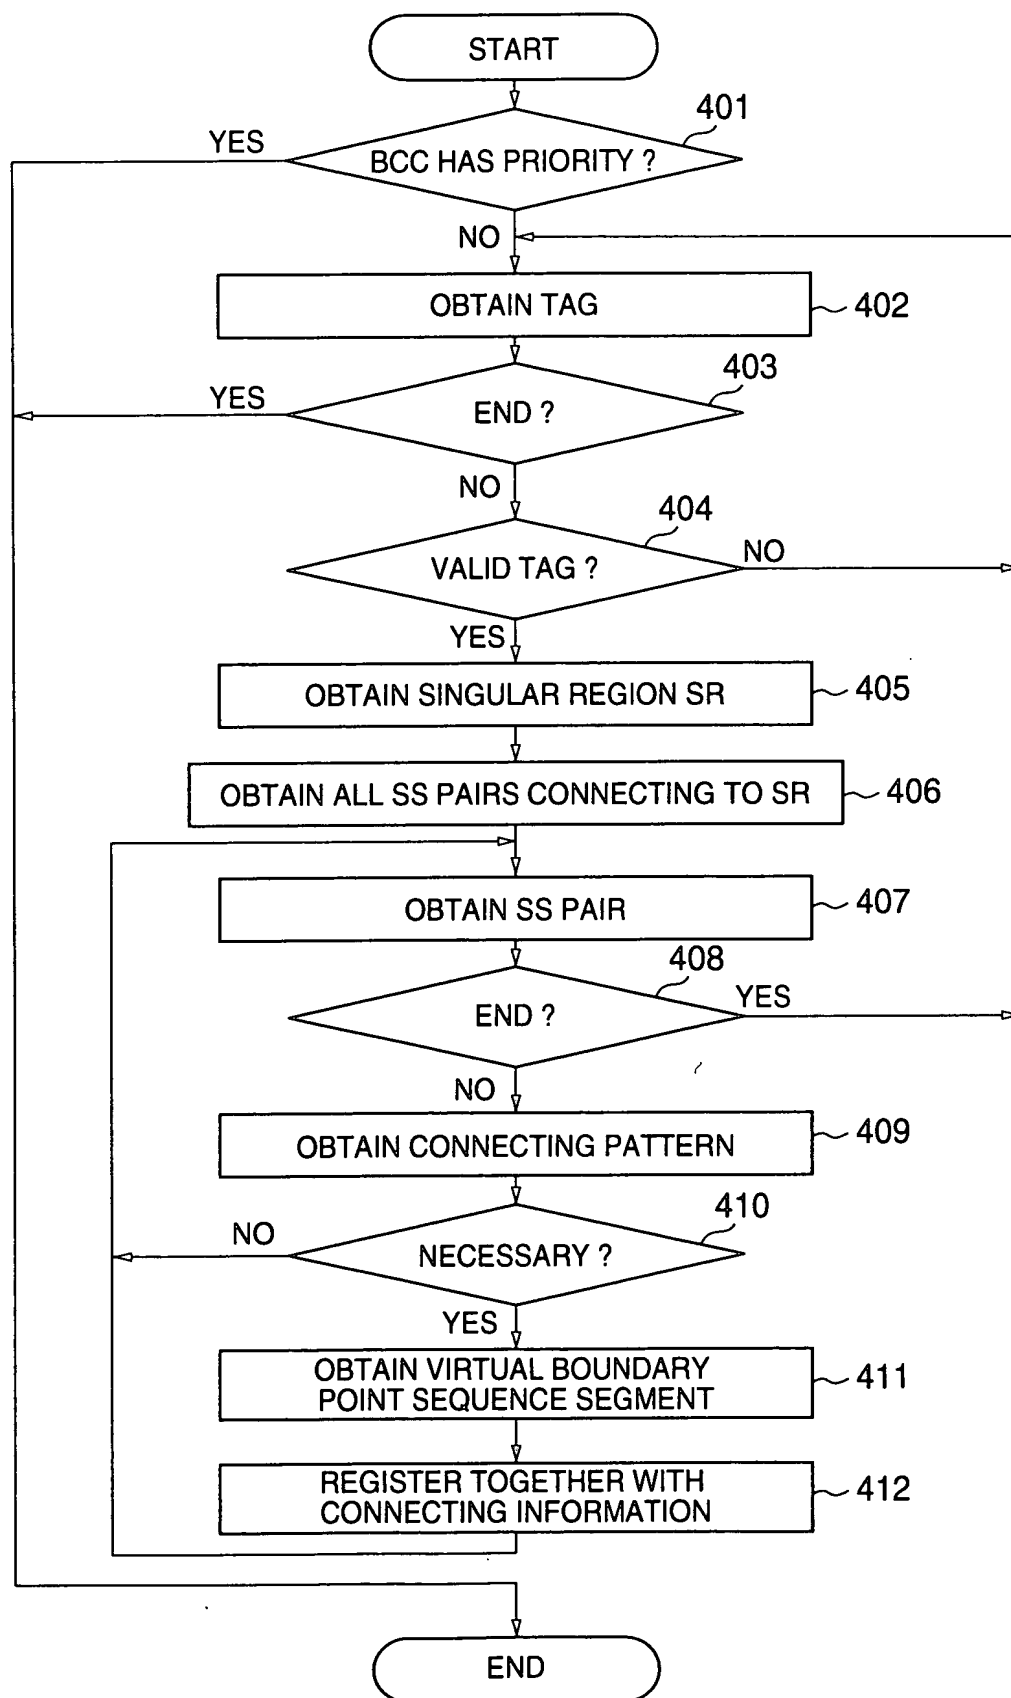 START
401
YES
BCC HAS PRIORITY ?
NO
OBTAIN TAG
402
403
YES
END ?
NO
404
VALID TAG ?
NO
YES
OBTAIN SINGULAR REGION SR
405
OBTAIN ALL SS PAIRS CONNECTING TO SR
406
OBTAIN SS PAIR
407
408
END ?
YES
NO
OBTAIN CONNECTING PATTERN
409
410
NO
NECESSARY ?
YES
OBTAIN VIRTUAL BOUNDARY
POINT SEQUENCE SEGMENT
411
REGISTER TOGETHER WITH
CONNECTING INFORMATION
412
END